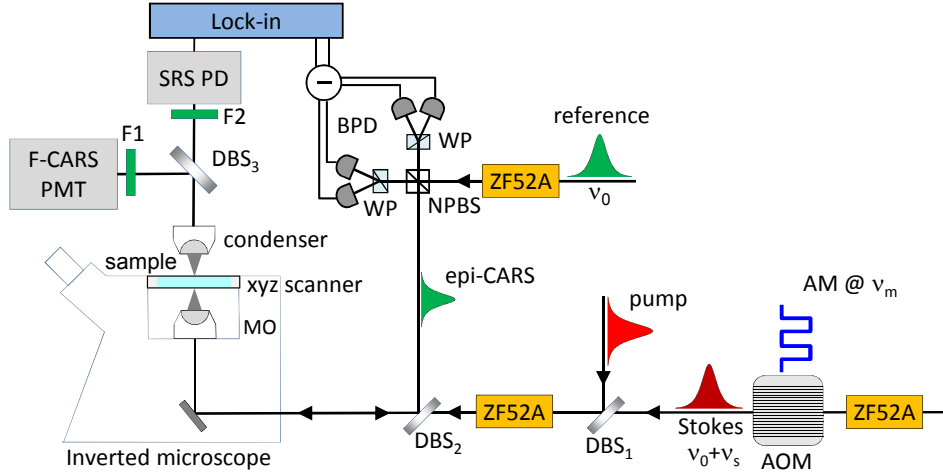 Lock-in
SRS PD
F2
F1
F-CARS
PMT
DBS₃
BPD
WP
WP
NPBS
ZF52A
reference
ν₀
condenser
sample
xyz scanner
MO
epi-CARS
pump
AM @ νₘ
DBS₂
ZF52A
DBS₁
Stokes
ν₀+νₛ
AOM
ZF52A
Inverted microscope